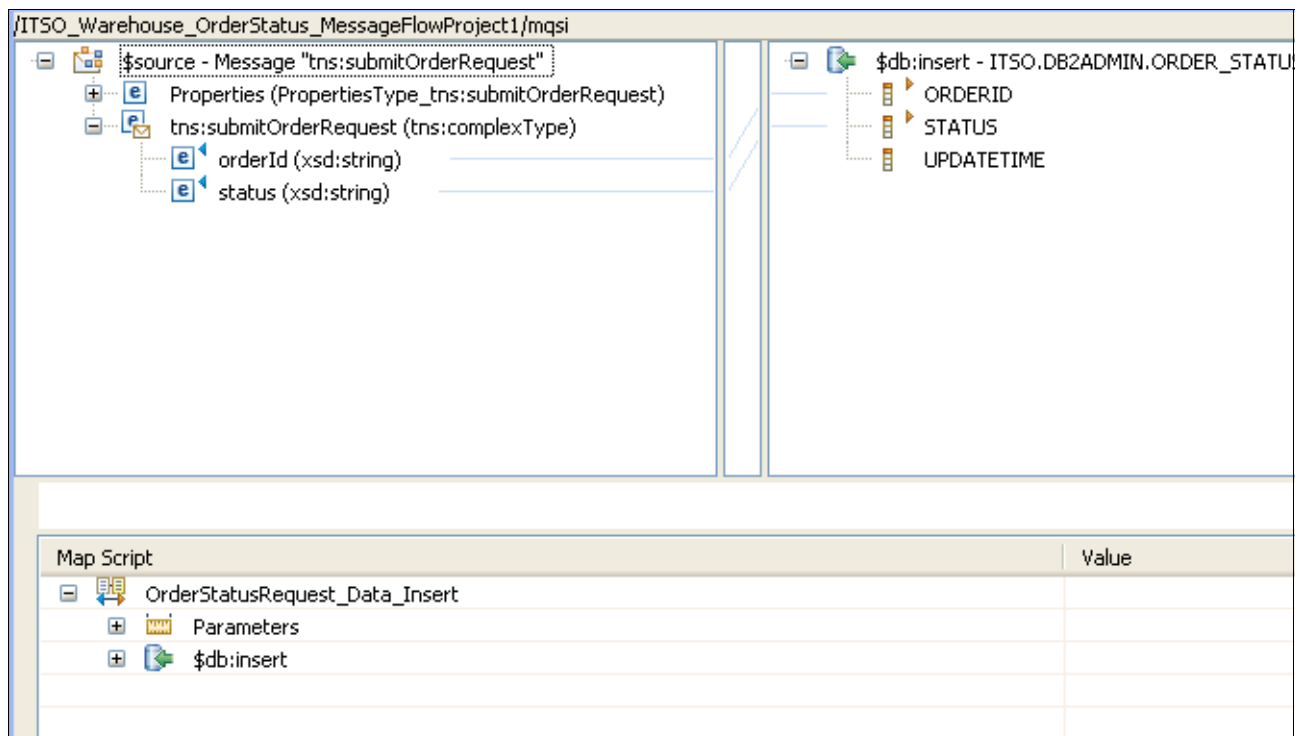 /ITSO_Warehouse_OrderStatus_MessageFlowProject1/mqsi
$source - Message "tns:submitOrderRequest"
Properties (PropertiesType_tns:submitOrderRequest)
tns:submitOrderRequest (tns:complexType)
orderId (xsd:string)
status (xsd:string)
$db:insert - ITSO.DB2ADMIN.ORDER_STATUS
ORDERID
STATUS
UPDATETIME
Map Script
Value
OrderStatusRequest_Data_Insert
Parameters
$db:insert